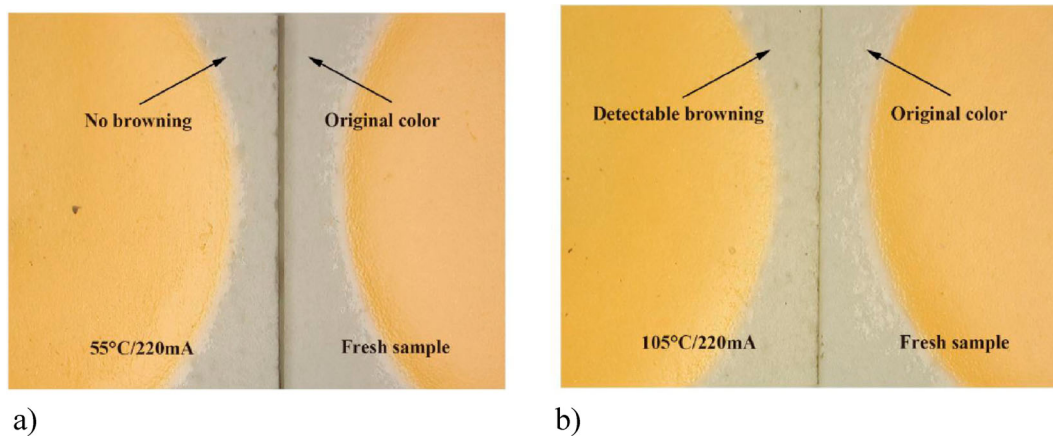 No browning
Original color
55°C/220mA
Fresh sample
a)
Detectable browning
Original color
105°C/220mA
Fresh sample
b)